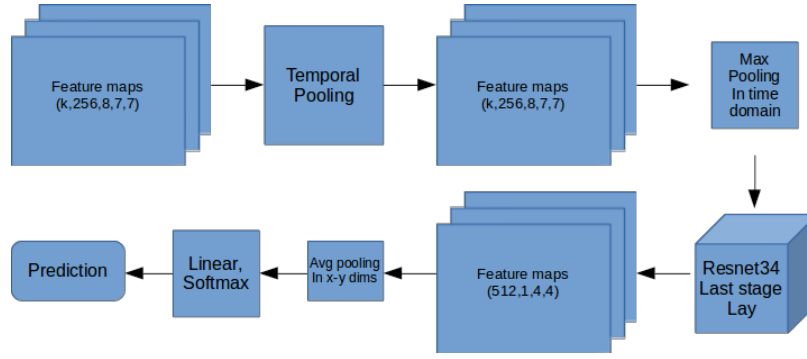 Feature maps
(k,256,8,7,7)
Temporal
Pooling
Feature maps
(k,256,8,7,7)
Max
Pooling
In time
domain
Resnet34
Last stage
Lay
Feature maps
(512,1,4,4)
Avg pooling
In x-y dims
Linear,
Softmax
Prediction